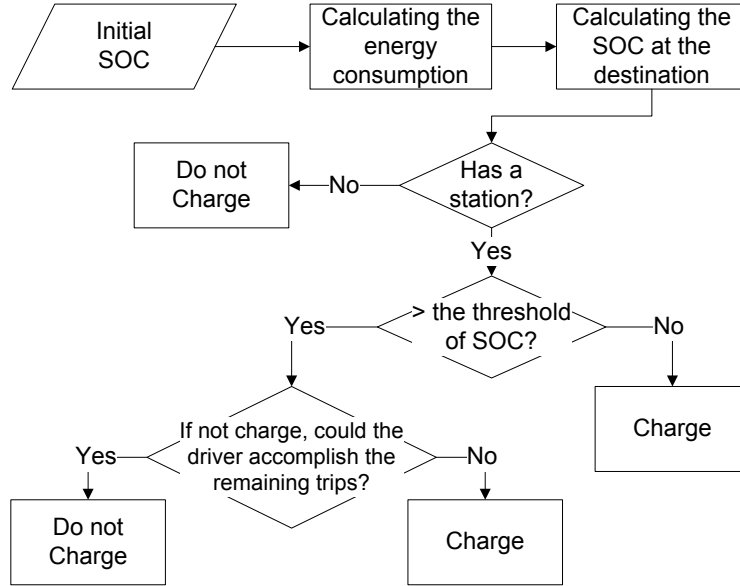 Initial
SOC
Calculating the
energy
consumption
Calculating the
SOC at the
destination
Do not
Charge
No
Has a
station?
Yes
> the threshold
of SOC?
Yes
No
Charge
If not charge, could the
driver accomplish the
remaining trips?
Yes
No
Do not
Charge
Charge